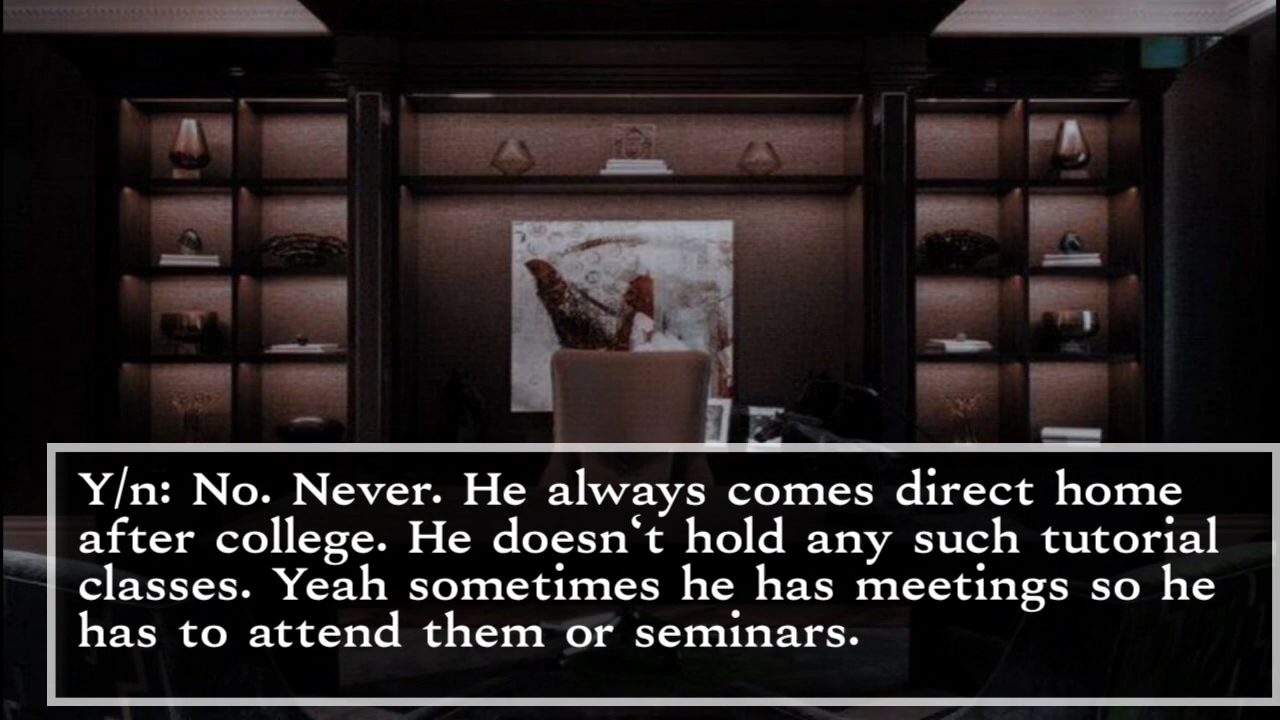 Y/n: No. Never. He always comes direct home
after college. He doesn‘t hold any such tutorial
classes. Yeah sometimes he has meetings so he
has to attend them or seminars.